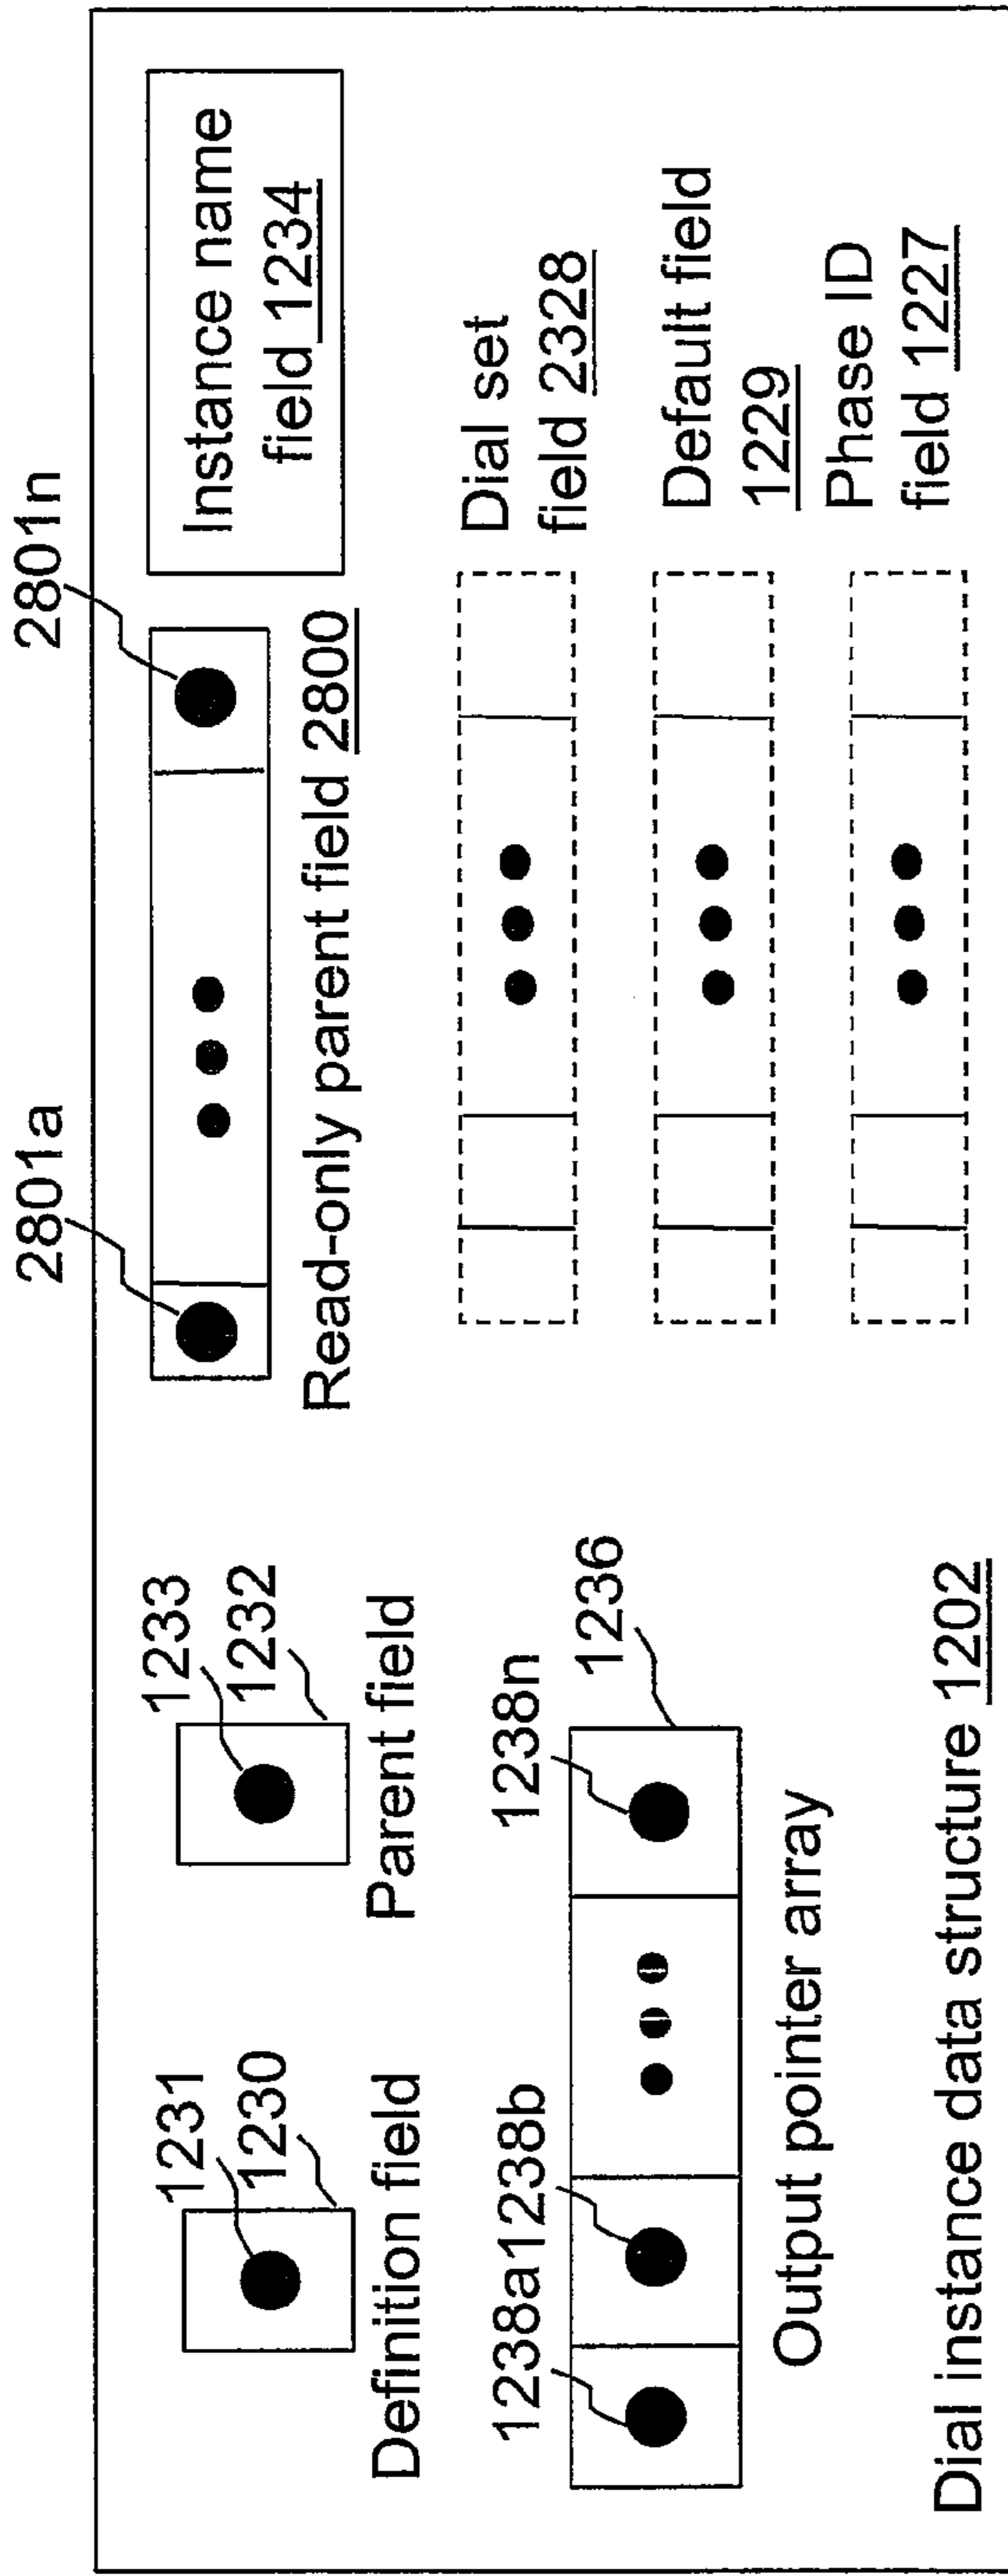 2801a
2801n
1231
1230
1233
1232
Instance name
field 1234
Definition field
Parent field
Read-only parent field 2800
1238a
1238b
1238n
1236
Dial set
field 2328
Default field
1229
Phase ID
field 1227
Output pointer array
Dial instance data structure 1202